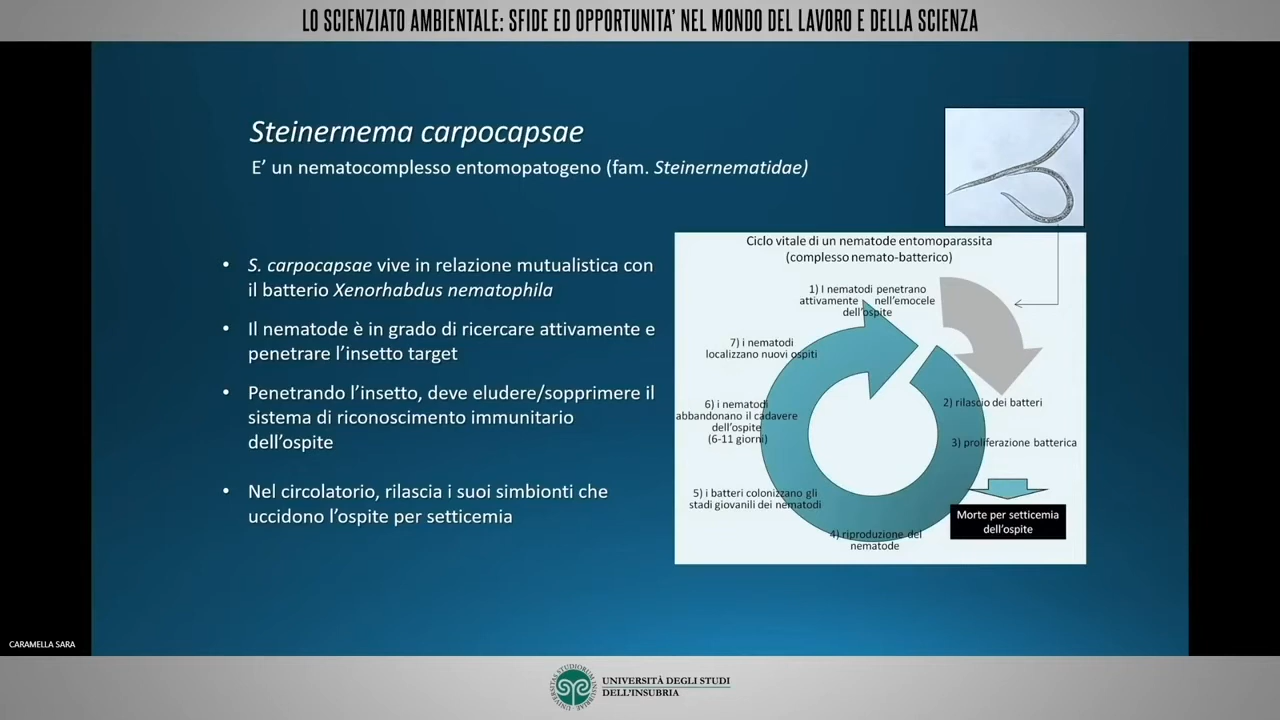 LO SCIENZIATO AMBIENTALE: SFIDE ED OPPORTUNITA' NEL MONDO DEL LAVORO E DELLA SCIENZA
Steinernema carpocapsae
E' un nematocomplesso entomopatogeno (fam. Steinernematidae)
• S. carpocapsae vive in relazione mutualistica con
il batterio Xenorhabdus nematophila
• Il nematode è in grado di ricercare attivamente e
penetrare l'insetto target
• Penetrando l'insetto, deve eludere/sopprimere il
sistema di riconoscimento immunitario
dell'ospite
• Nel circolatorio, rilascia i suoi simbionti che
uccidono l'ospite per setticemia
Ciclo vitale di un nematode entomoparassita
(complesso nemato-batterico)
1) I nematodi penetrano
attivamente nell'emocele
dell'ospite
2) rilascio dei batteri
3) proliferazione batterica
Morte per setticemia
dell'ospite
4) riproduzione del
nematode
5) i batteri colonizzano gli
stadi giovanili dei nematodi
6) i nematodi
abbandonano il cadavere
dell'ospite
(6-11 giorni)
7) i nematodi
localizzano nuovi ospiti
CARAMELLA SARA
UNIVERSITÀ DEGLI STUDI
DELL'INSUBRIA